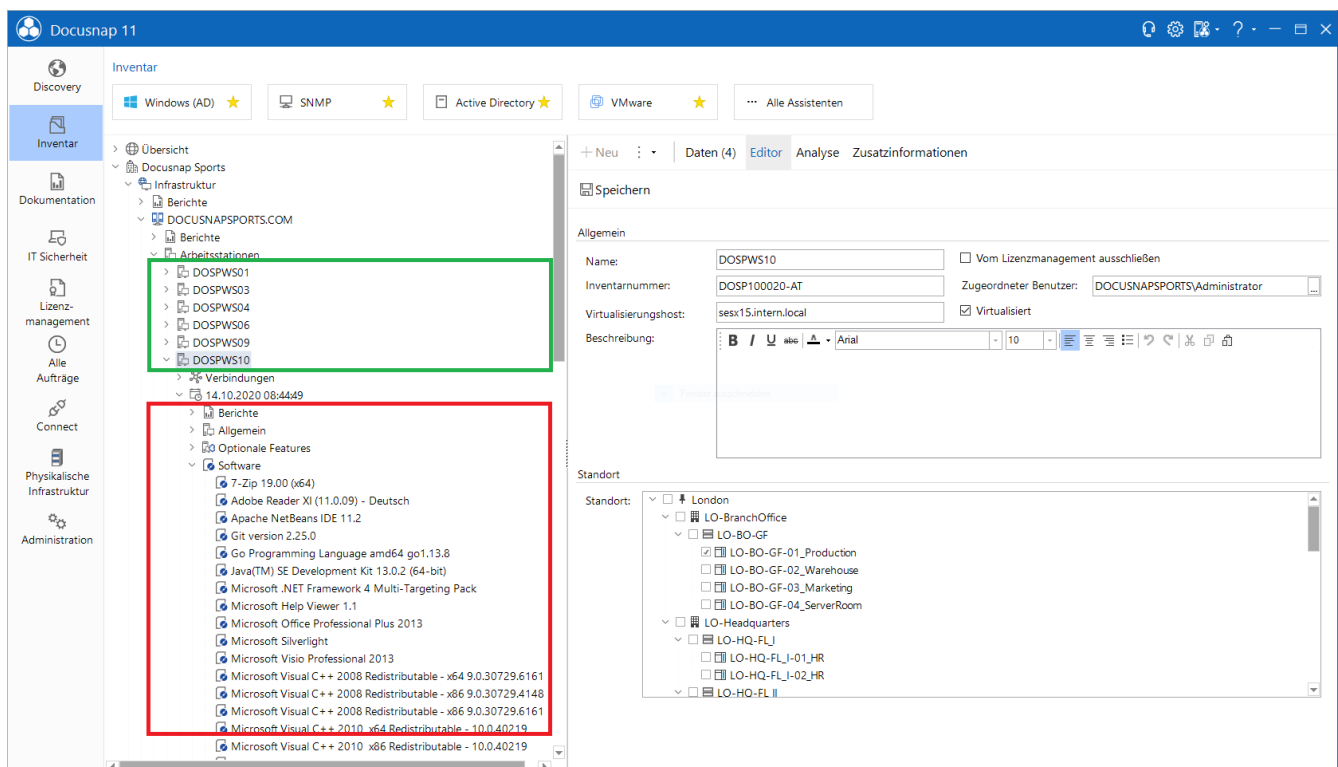 Docusnap 11
Discovery
Inventar
Dokumentation
IT Sicherheit
Lizenz-
management
Alle
Aufträge
Connect
Physikalische
Infrastruktur
Administration
Inventar
Windows (AD)
SNMP
Active Directory
VMware
Alle Assistenten
Übersicht
Docusnap Sports
Infrastruktur
Berichte
DOCUSNAPSPORTS.COM
Berichte
Arbeitsstationen
DOSPWS01
DOSPWS03
DOSPWS04
DOSPWS06
DOSPWS09
DOSPWS10
Verbindungen
14.10.2020 08:44:49
Berichte
Allgemein
Optionale Features
Software
7-Zip 19.00 (x64)
Adobe Reader XI (11.0.09) - Deutsch
Apache NetBeans IDE 11.2
Git version 2.25.0
Go Programming Language amd64 go1.13.8
Java(TM) SE Development Kit 13.0.2 (64-bit)
Microsoft .NET Framework 4 Multi-Targeting Pack
Microsoft Help Viewer 1.1
Microsoft Office Professional Plus 2013
Microsoft Silverlight
Microsoft Visio Professional 2013
Microsoft Visual C++ 2008 Redistributable - x64 9.0.30729.6161
Microsoft Visual C++ 2008 Redistributable - x86 9.0.30729.4148
Microsoft Visual C++ 2008 Redistributable - x86 9.0.30729.6161
Microsoft Visual C++ 2010 x64 Redistributable - 10.0.40219
Microsoft Visual C++ 2010 x86 Redistributable - 10.0.40219
Neu Daten (4) Editor Analyse Zusatzinformationen
Speichern
Allgemein
Name: DOSPWS10 Vom Lizenzmanagement ausschließen
Inventarnummer: DOSP100020-AT Zugeordneter Benutzer: DOCUSNAPSPORTS\Administrator ...
Virtualisierungshost: sesx15.intern.local Virtualisiert
Beschreibung: B I U abc A Arial 10
Standort
Standort: London
LO-BranchOffice
LO-BO-GF
LO-BO-GF-01_Production
LO-BO-GF-02_Warehouse
LO-BO-GF-03_Marketing
LO-BO-GF-04_ServerRoom
LO-Headquarters
LO-HQ-FL_I
LO-HQ-FL_I-01_HR
LO-HQ-FL_I-02_HR
LO-HQ-FL_II